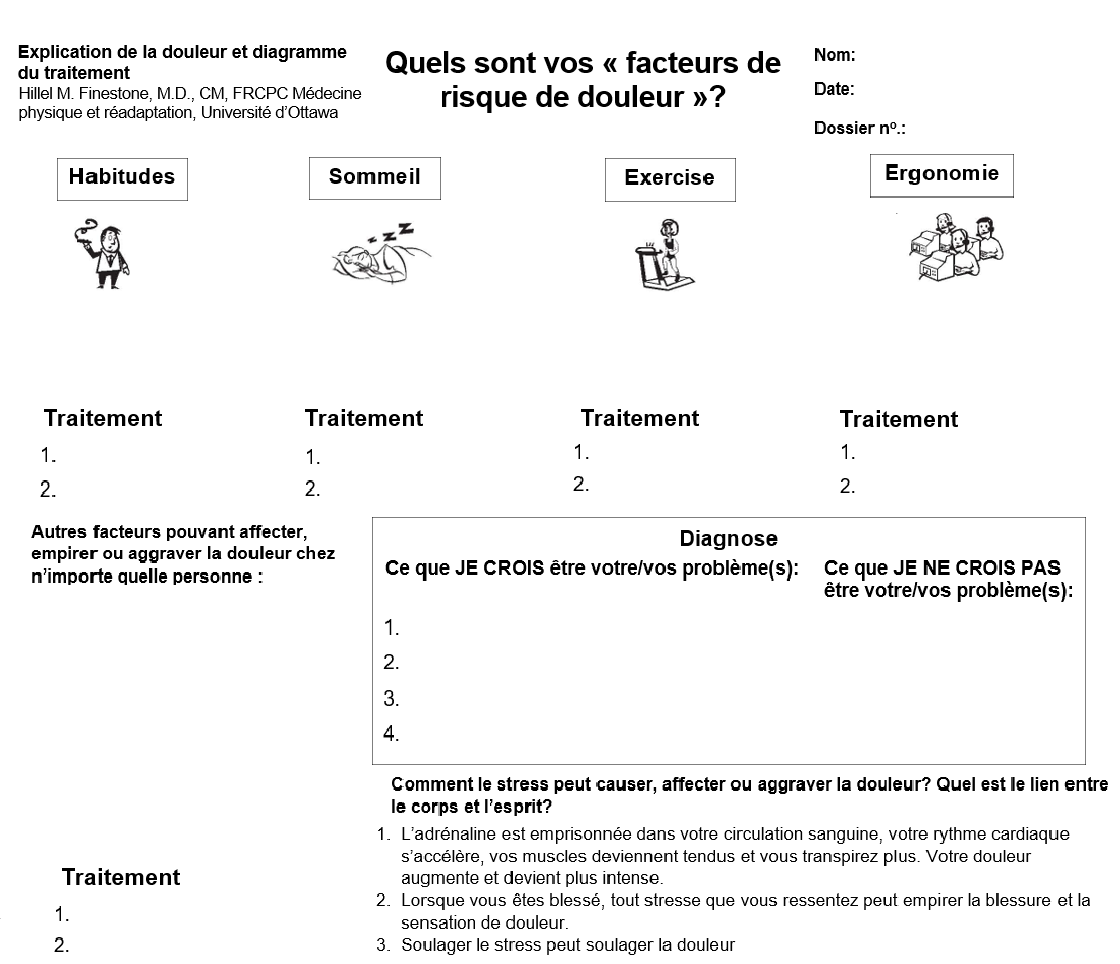 Explication de la douleur et diagramme
du traitement
Hillel M. Finestone, M.D., CM, FRCPC Médecine
physique et réadaptation, Université d'Ottawa
Quels sont vos « facteurs de
risque de douleur »?
Nom:
Date:
Dossier nº.:
Habitudes
Sommeil
Exercise
Ergonomie
z z z
Traitement
1.
2.
Traitement
1.
2.
Traitement
1.
2.
Traitement
1.
2.
Autres facteurs pouvant affecter,
empirer ou aggraver la douleur chez
n'importe quelle personne :
Traitement
1.
2.
Diagnose
Ce que JE CROIS être votre/vos problème(s):
Ce que JE NE CROIS PAS
être votre/vos problème(s):
1.
2.
3.
4.
Comment le stress peut causer, affecter ou aggraver la douleur? Quel est le lien entre
le corps et l'esprit?
1. L'adrénaline est emprisonnée dans votre circulation sanguine, votre rythme cardiaque
s'accélère, vos muscles deviennent tendus et vous transpirez plus. Votre douleur
augmente et devient plus intense.
2. Lorsque vous êtes blessé, tout stresse que vous ressentez peut empirer la blessure et la
sensation de douleur.
3. Soulager le stress peut soulager la douleur